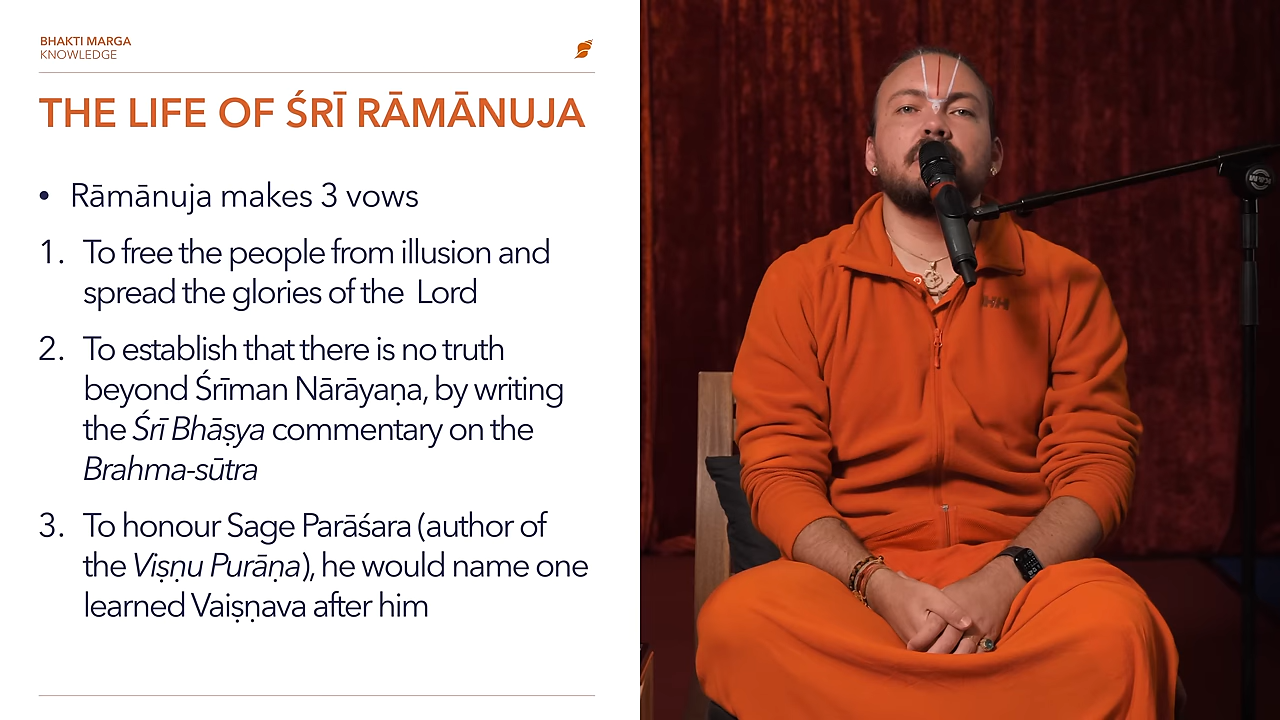 BHAKTI MARGA
KNOWLEDGE
THE LIFE OF ŚRĪ RĀMĀNUJA
• Rāmānuja makes 3 vows
1. To free the people from illusion and
spread the glories of the Lord
2. To establish that there is no truth
beyond Śrīman Nārāyaṇa, by writing
the Śrī Bhāṣya commentary on the
Brahma-sūtra
3. To honour Sage Parāśara (author of
the Viṣṇu Purāṇa), he would name one
learned Vaiṣṇava after him
HH
K&M